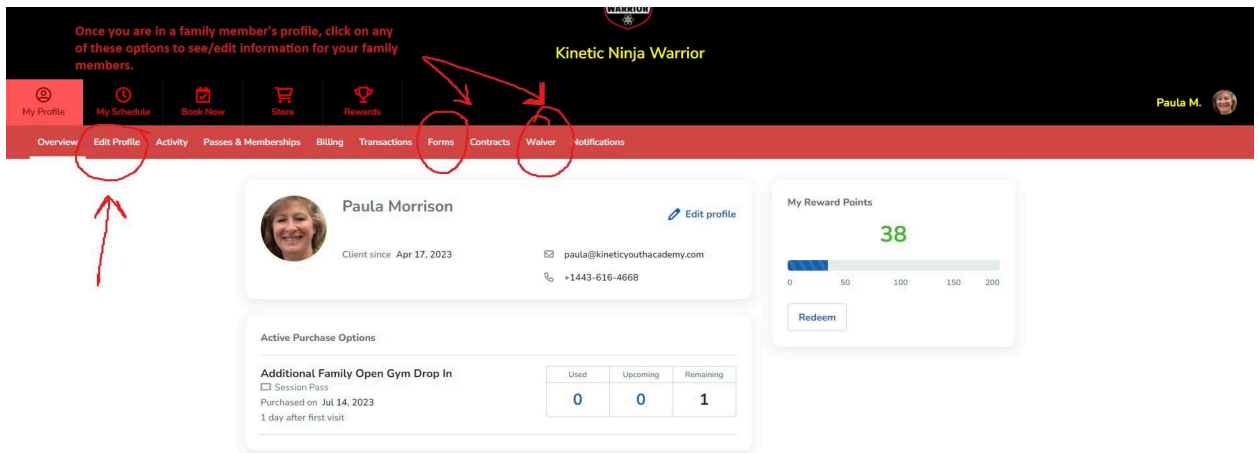 WARRIOR
Once you are in a family member's profile, click on any
of these options to see/edit information for your family
members.
Kinetic Ninja Warrior
My Profile
My Schedule
Book Now
Store
Rewards
Paula M.
Overview Edit Profile Activity Passes & Memberships Billing Transactions Forms Contracts Waiver Notifications
Paula Morrison
Edit profile
Client since Apr 17, 2023
paula@kineticyouthacademy.com
+1443-616-4668
My Reward Points
38
0 50 100 150 200
Redeem
Active Purchase Options
Additional Family Open Gym Drop In
Session Pass
Purchased on Jul 14, 2023
1 day after first visit
Used Upcoming Remaining
0 0 1